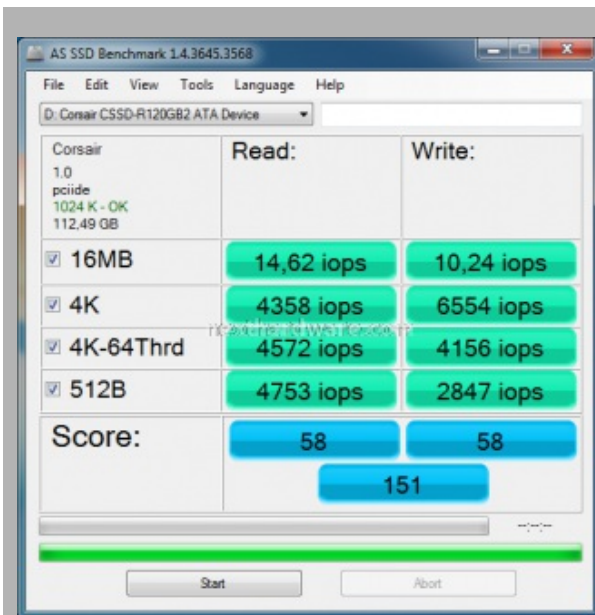 AS SSD Benchmark 1.4.3645.3568
File Edit View Tools Language Help
D: Corsair CSSD-R120GB2 ATA Device
Corsair
1.0
pciide
1024 K - OK
112,49 GB
Read:
Write:
16MB
14,62 iops
10,24 iops
4K
4358 iops
6554 iops
nexthardware.com
4K-64Thrd
4572 iops
4156 iops
512B
4753 iops
2847 iops
Score:
58
58
151
--:--:--
Start
Abort